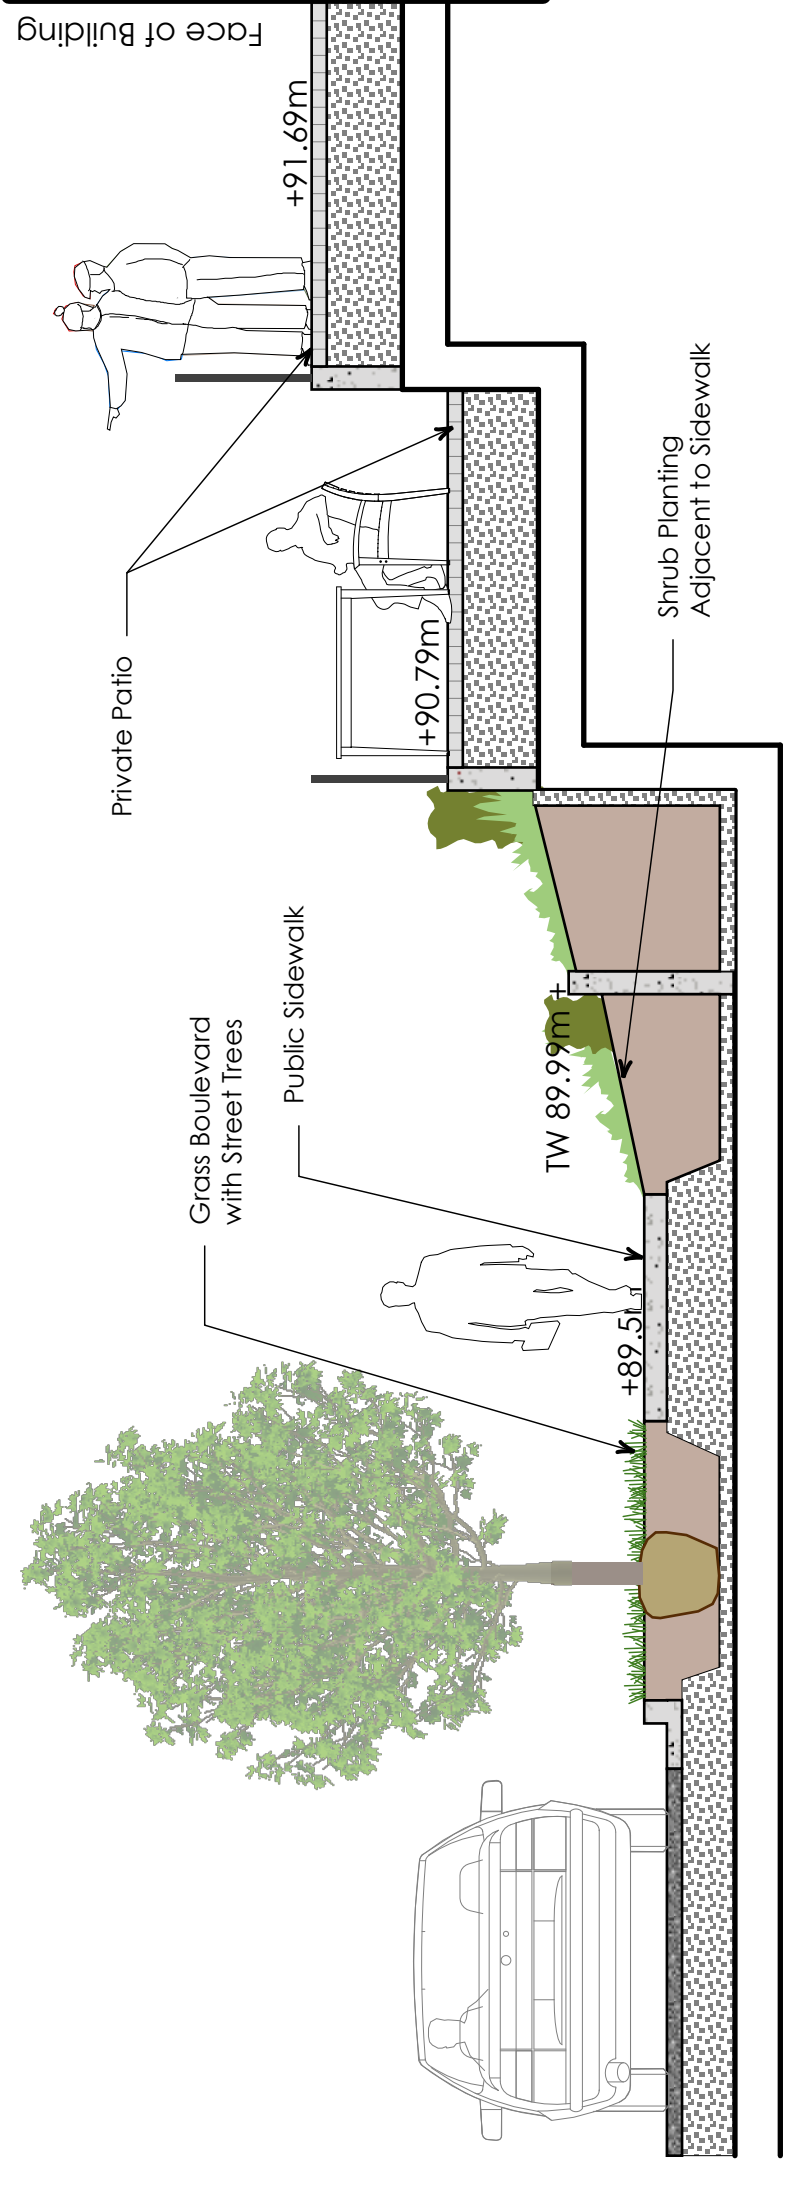 Face of Building
Private Patio
Grass Boulevard
with Street Trees
Public Sidewalk
+91.69m
+90.79m
TW 89.99m +
+89.5m
Shrub Planting
Adjacent to Sidewalk